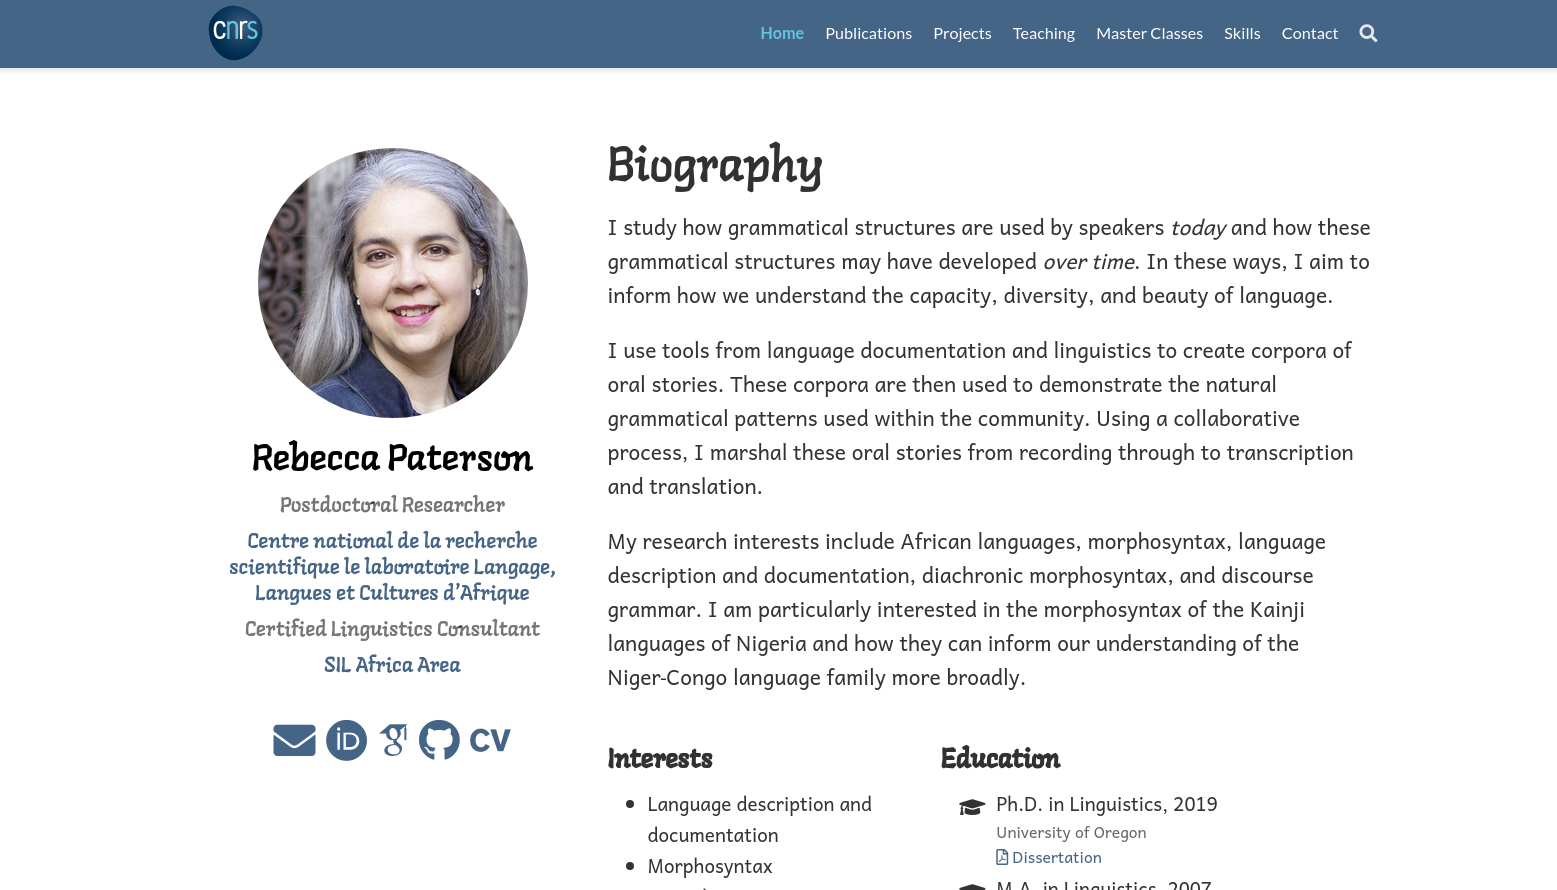 cnrs
Home Publications Projects Teaching Master Classes Skills Contact
Rebecca Paterson
Postdoctoral Researcher
Centre national de la recherche
scientifique le laboratoire Langage,
Langues et Cultures d’Afrique
Certified Linguistics Consultant
SIL Africa Area
iD
CV
Biography
I study how grammatical structures are used by speakers today and how these
grammatical structures may have developed over time. In these ways, I aim to
inform how we understand the capacity, diversity, and beauty of language.
I use tools from language documentation and linguistics to create corpora of
oral stories. These corpora are then used to demonstrate the natural
grammatical patterns used within the community. Using a collaborative
process, I marshal these oral stories from recording through to transcription
and translation.
My research interests include African languages, morphosyntax, language
description and documentation, diachronic morphosyntax, and discourse
grammar. I am particularly interested in the morphosyntax of the Kainji
languages of Nigeria and how they can inform our understanding of the
Niger-Congo language family more broadly.
Interests
Language description and
documentation
Morphosyntax
Education
Ph.D. in Linguistics, 2019
University of Oregon
Dissertation
M.A. in Linguistics, 2007